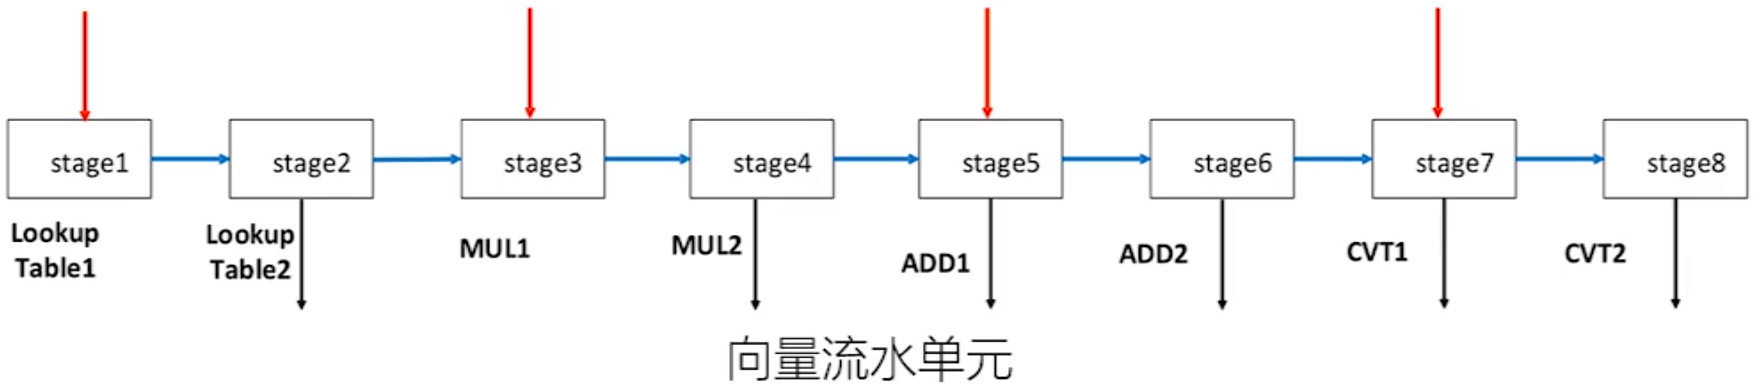 stage1
stage2
stage3
stage4
stage5
stage6
stage7
stage8
Lookup
Table1
Lookup
Table2
MUL1
MUL2
ADD1
ADD2
CVT1
CVT2
向量流水单元